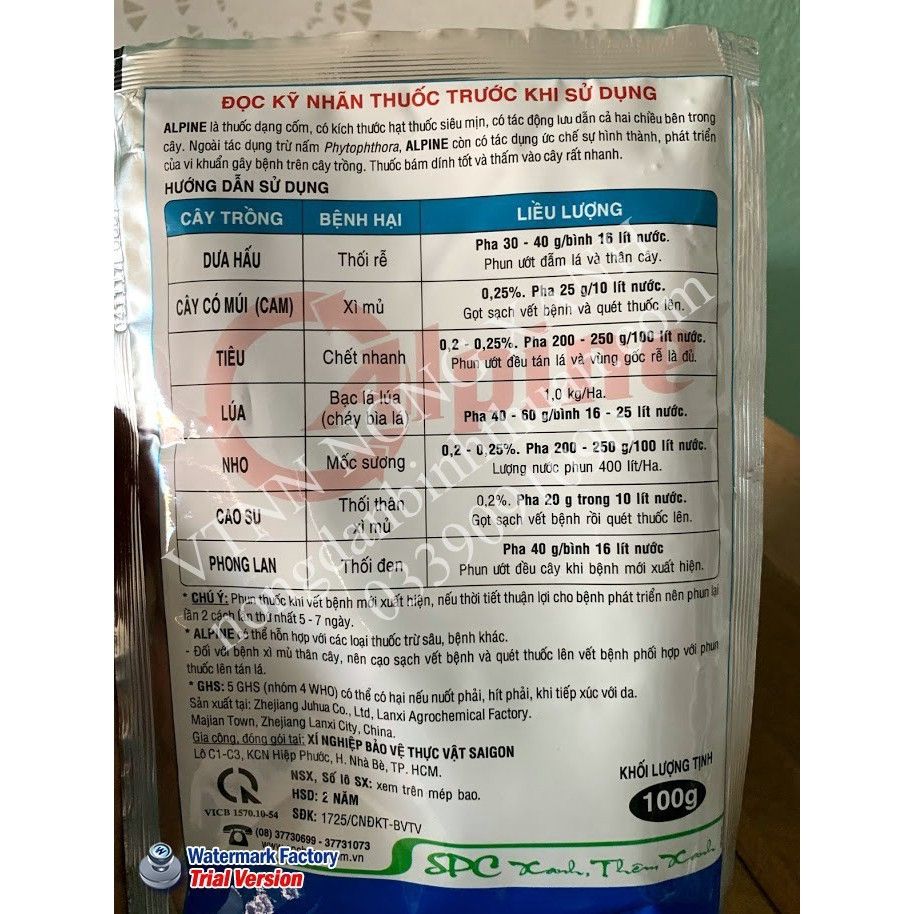 ĐỌC KỸ NHÃN THUỐC TRƯỚC KHI SỬ DỤNG
ALPINE là thuốc dạng cốm, có kích thước hạt thuốc siêu mịn, có tác động lưu dẫn cả hai chiều bên trong
cây. Ngoài tác dụng trừ nấm Phytophthora, ALPINE còn có tác dụng ức chế sự hình thành, phát triển
của vi khuẩn gây bệnh trên cây trồng. Thuốc bám dính tốt và thấm vào cây rất nhanh.
HƯỚNG DẪN SỬ DỤNG
CÂY TRỒNG BỆNH HẠI LIỀU LƯỢNG
DƯA HẤU Thối rễ Pha 30 - 40 g/bình 16 lít nước.
Phun ướt đẫm lá và thân cây.
CÂY CÓ MÚI (CAM) Xì mủ 0,25%. Pha 25 g/10 lít nước.
Gọt sạch vết bệnh và quét thuốc lên.
TIÊU Chết nhanh 0,2 - 0,25%. Pha 200 - 250 g/100 lít nước.
Phun ướt đều tán lá và vùng gốc rễ là đủ.
LÚA Bạc lá lúa 1,0 kg/Ha.
(cháy bìa lá) Pha 40 - 60 g/bình 16 - 25 lít nước.
NHO Mốc sương 0,2 - 0,25%. Pha 200 - 250 g/100 lít nước.
Lượng nước phun 400 lít/Ha.
CAO SU Thối thân 0,2%. Pha 20 g trong 10 lít nước.
xì mủ Gọt sạch vết bệnh rồi quét thuốc lên.
PHONG LAN Thối đen Pha 40 g/bình 16 lít nước
Phun ướt đều cây khi bệnh mới xuất hiện.
* CHÚ Ý: Phun thuốc khi vết bệnh mới xuất hiện, nếu thời tiết thuận lợi cho bệnh phát triển nên phun lại
lần 2 cách lần thứ nhất 5 - 7 ngày.
* ALPINE có thể hỗn hợp với các loại thuốc trừ sâu, bệnh khác.
- Đối với bệnh xì mủ thân cây, nên cạo sạch vết bệnh và quét thuốc lên vết bệnh phối hợp với phun
thuốc lên tán lá.
* GHS: 5 GHS (nhóm 4 WHO) có thể có hại nếu nuốt phải, hít phải, khi tiếp xúc với da.
Sản xuất tại: Zhejiang Juhua Co., Ltd, Lanxi Agrochemical Factory.
Majian Town, Zhejiang Lanxi City, China.
Gia công, đóng gói tại: XÍ NGHIỆP BẢO VỆ THỰC VẬT SAIGON
Lô C1-C3, KCN Hiệp Phước, H. Nhà Bè, TP. HCM.
NSX, Số lô SX: xem trên mép bao.
HSD: 2 NĂM
SĐK: 1725/CNĐKT-BVTV
VICB 1570.10-54
(08) 37730699 - 37731073
KHỐI LƯỢNG TỊNH
100g
SPC Xanh, Thêm Xanh
Alpine
VTNN NÔNG XANH
Watermark Factory
Trial Version